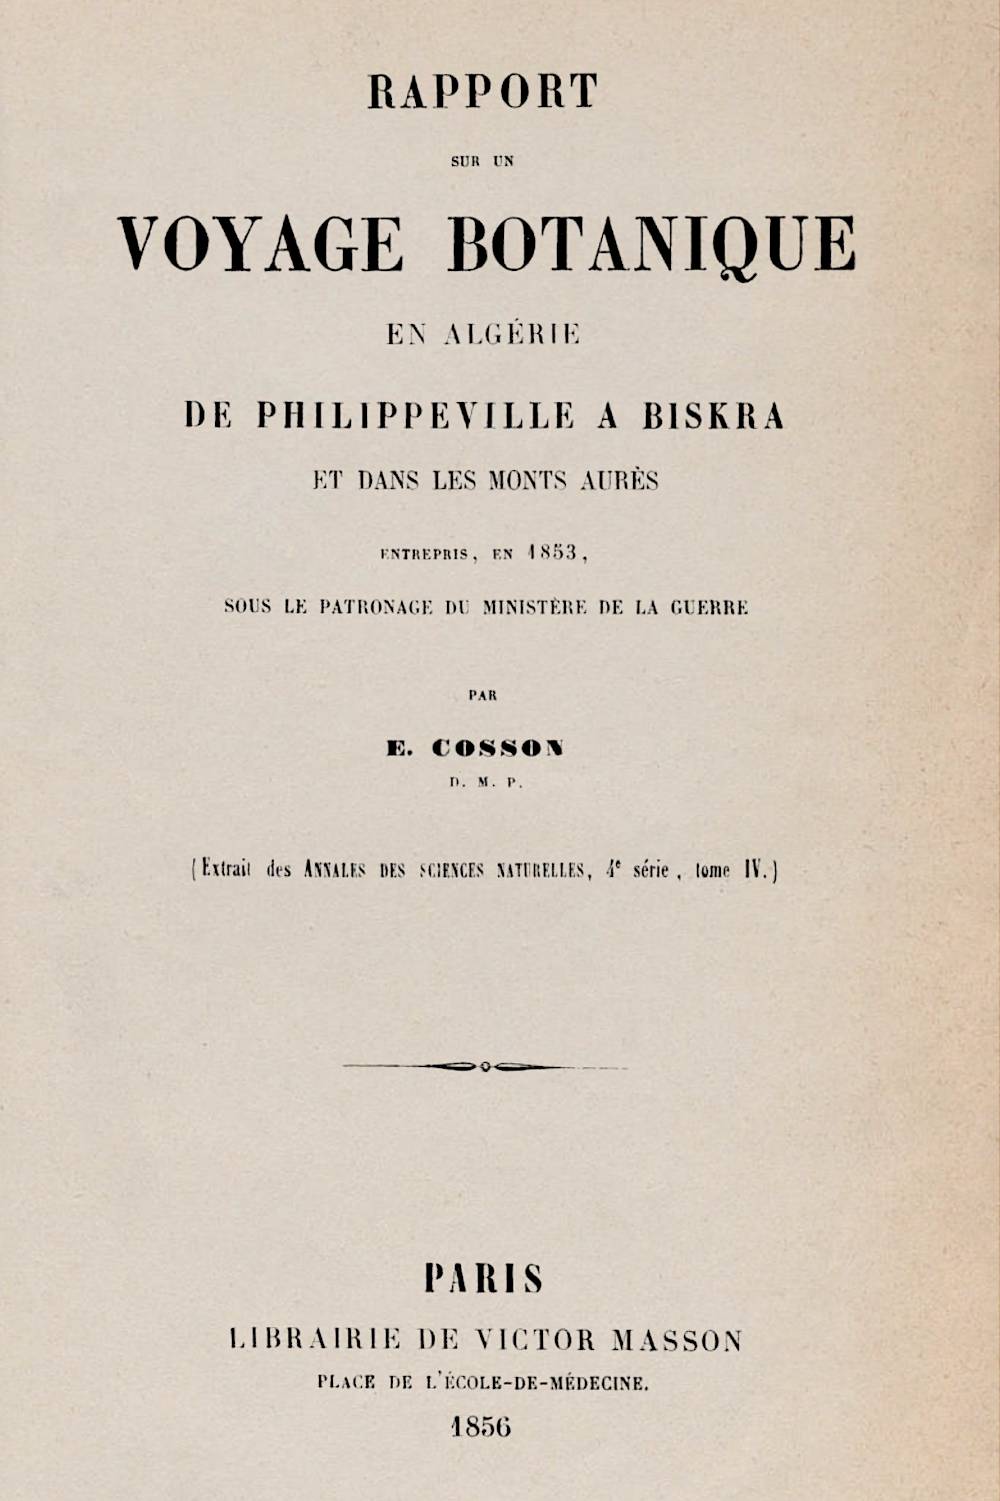 RAPPORT
SUR UN
VOYAGE BOTANIQUE
EN ALGÉRIE
DE PHILIPPEVILLE A BISKRA
ET DANS LES MONTS AURÈS
ENTREPRIS, EN 1853,
SOUS LE PATRONAGE DU MINISTÈRE DE LA GUERRE
PAR
E. COSSON
D. M. P.
(Extrait des ANNALES DES SCIENCES NATURELLES, 4e série, tome IV.)
PARIS
LIBRAIRIE DE VICTOR MASSON
PLACE DE L'ÉCOLE-DE-MÉDECINE.
1856